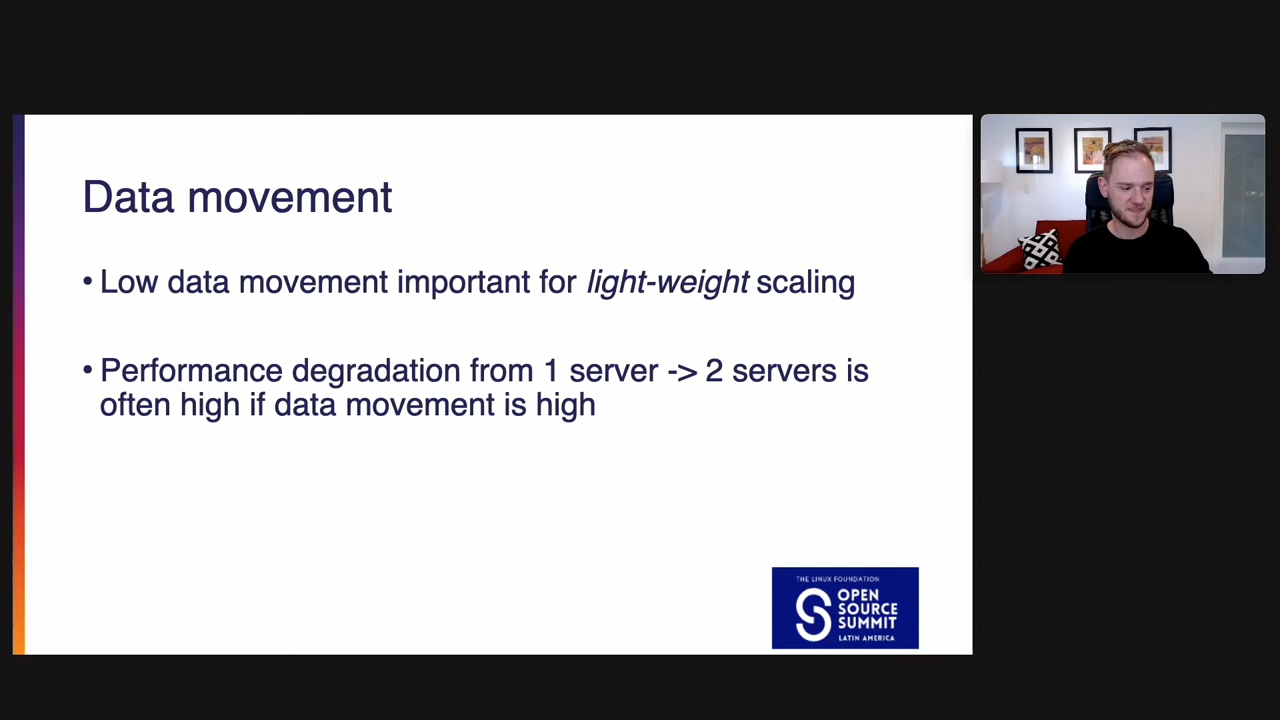 Data movement
• Low data movement important for light-weight scaling
• Performance degradation from 1 server -> 2 servers is
often high if data movement is high
THE LINUX FOUNDATION
OPEN
SOURCE
SUMMIT
LATIN AMERICA